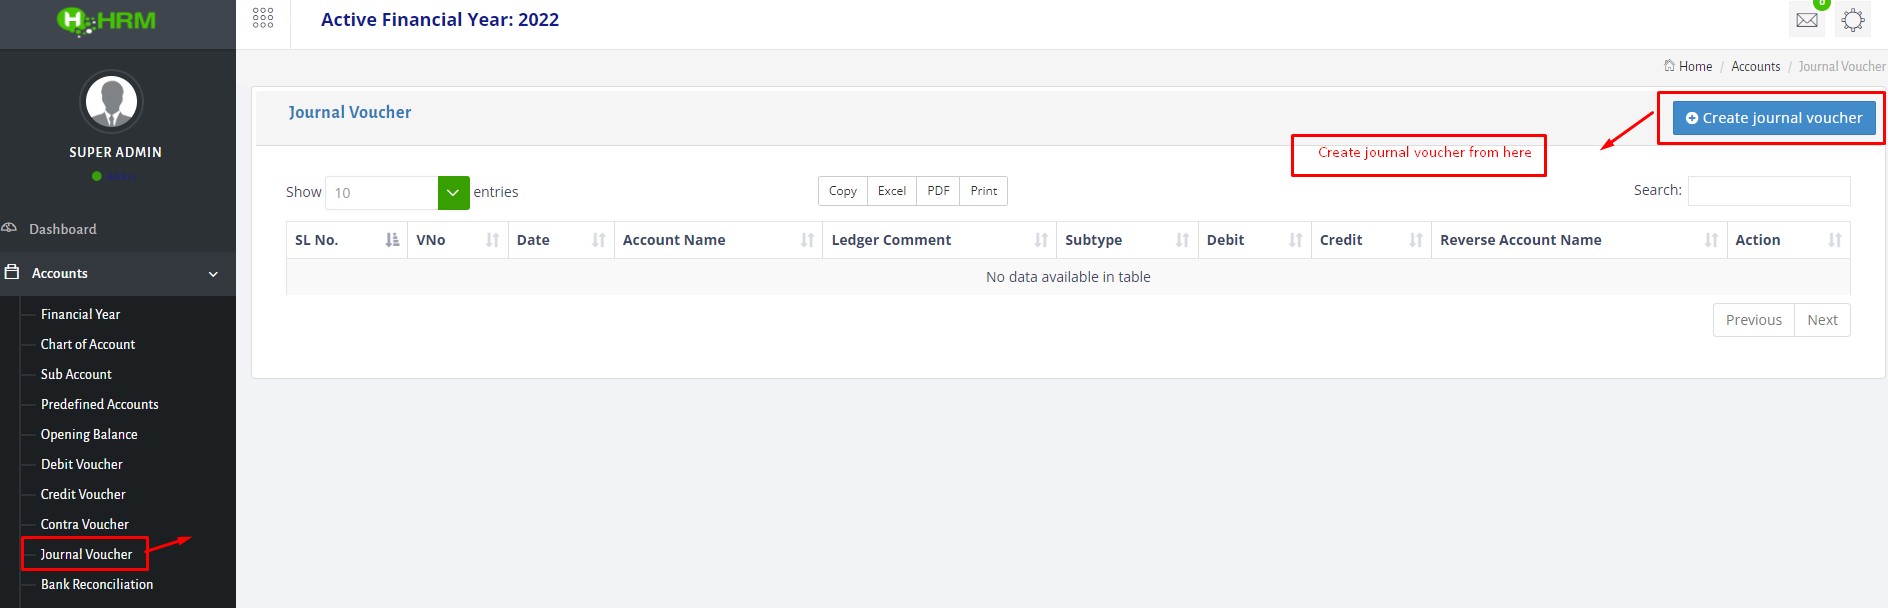 HRM
Active Financial Year: 2022
Home / Accounts / Journal Voucher
Journal Voucher
Create journal voucher
Create journal voucher from here
SUPER ADMIN
Show 10 entries
Copy Excel PDF Print
Search:
SL No. VNo Date Account Name Ledger Comment Subtype Debit Credit Reverse Account Name Action
No data available in table
Previous Next
Dashboard
Accounts
Financial Year
Chart of Account
Sub Account
Predefined Accounts
Opening Balance
Debit Voucher
Credit Voucher
Contra Voucher
Journal Voucher
Bank Reconciliation